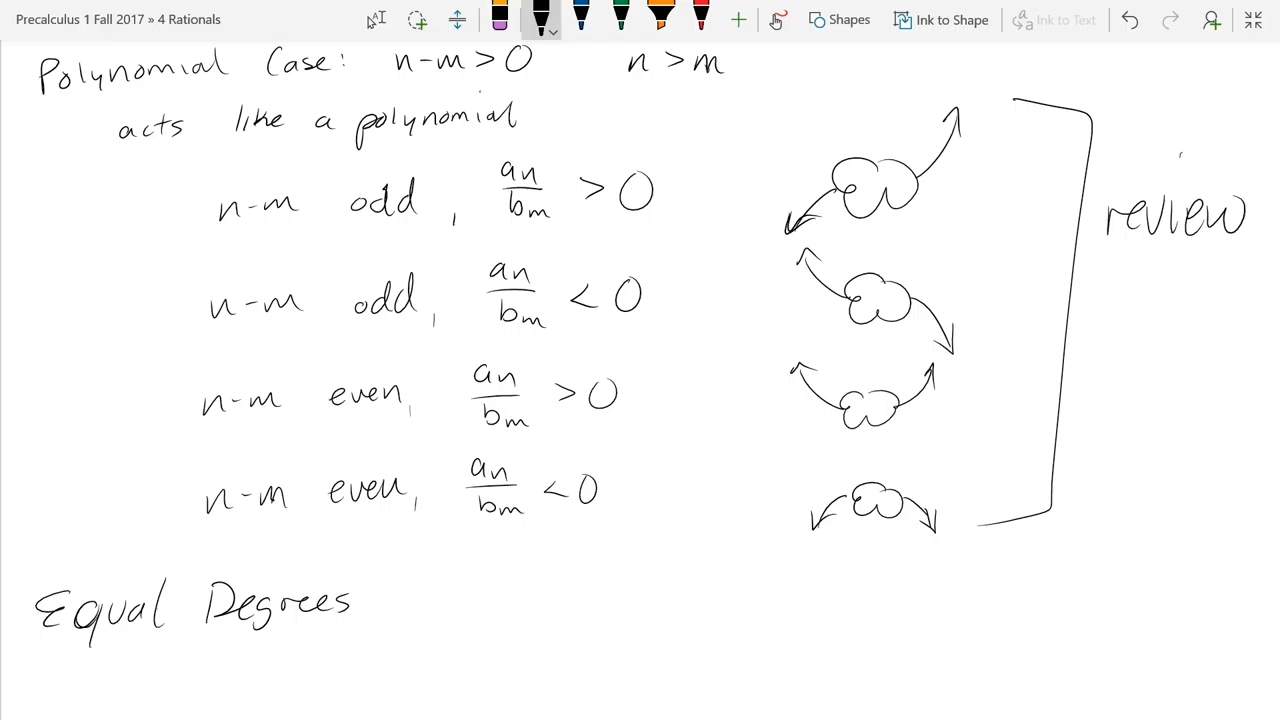 Precalculus 1 Fall 2017 » 4 Rationals
Shapes
Ink to Shape
Ink to Text
Polynomial Case: n-m>0 n>m
acts like a polynomial
n-m odd, an/bm > 0
review
n-m odd, an/bm < 0
n-m even, an/bm > 0
n-m even, an/bm < 0
Equal Degrees